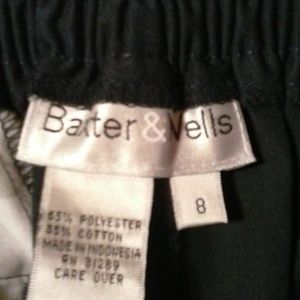 Baxter & Wells
8
65% POLYESTER
35% COTTON
MADE IN INDONESIA
RN 31289
CARE OVER